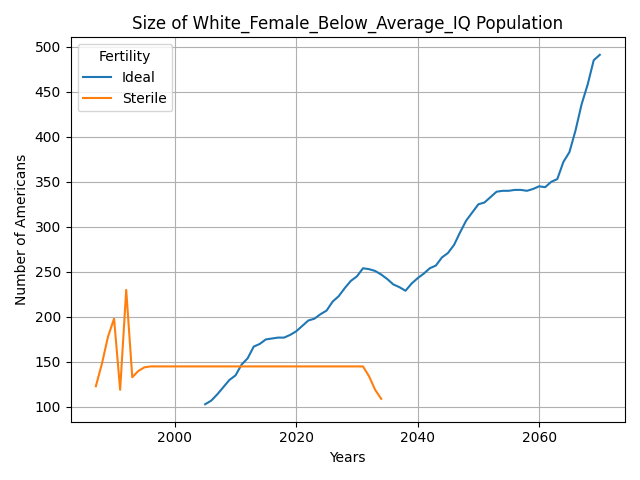 Size of White_Female_Below_Average_IQ Population
Fertility
Ideal
Sterile
Number of Americans
500
450
400
350
300
250
200
150
100
2000
2020
2040
2060
Years